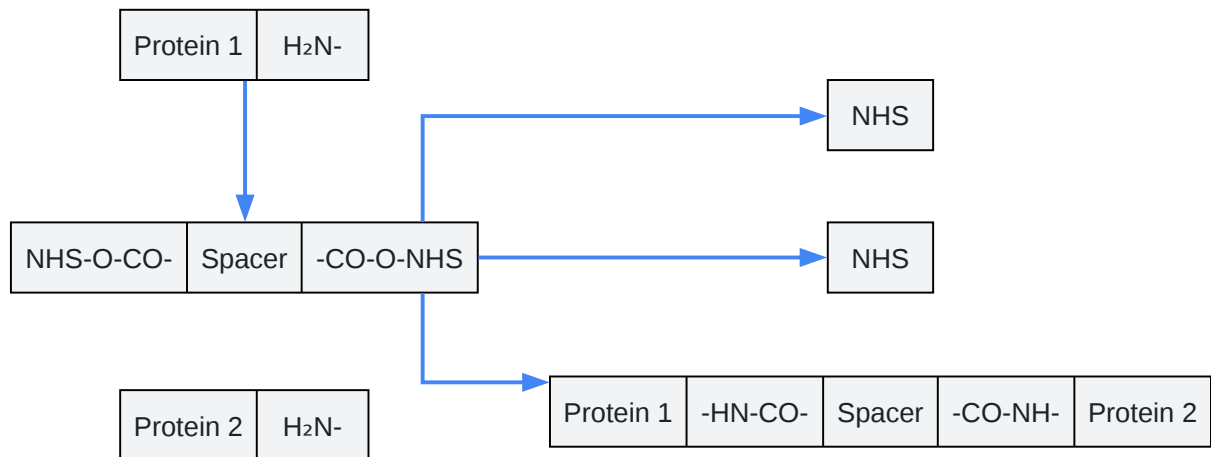 Protein 1 H₂N-
NHS
NHS-O-CO- Spacer -CO-O-NHS
NHS
Protein 2 H₂N-
Protein 1 -HN-CO- Spacer -CO-NH- Protein 2